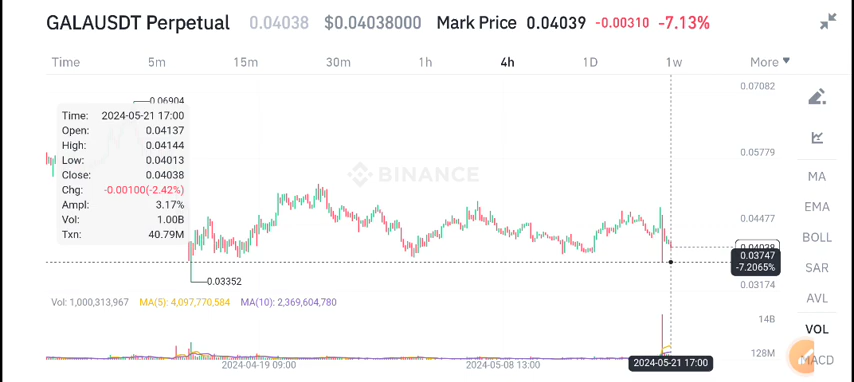 GALAUSDT Perpetual 0.04038 $0.04038000 Mark Price 0.04039 -0.00310 -7.13%
Time 5m 15m 30m 1h 4h 1D 1w More
0.07082
0.06904
Time: 2024-05-21 17:00
Open: 0.04137
High: 0.04144
Low: 0.04013
Close: 0.04038
Chg: -0.00100(-2.42%)
Ampl: 3.17%
Vol: 1.00B
Txn: 40.79M
BINANCE
0.05779
0.04477
0.04038
0.03747
-7.2065%
0.03352
0.03174
Vol: 1,000,313,967 MA(5): 4,097,770,584 MA(10): 2,369,604,780
14B
128M
2024-04-19 09:00 2024-05-08 13:00 2024-05-21 17:00
MA
EMA
BOLL
SAR
AVL
VOL
MACD